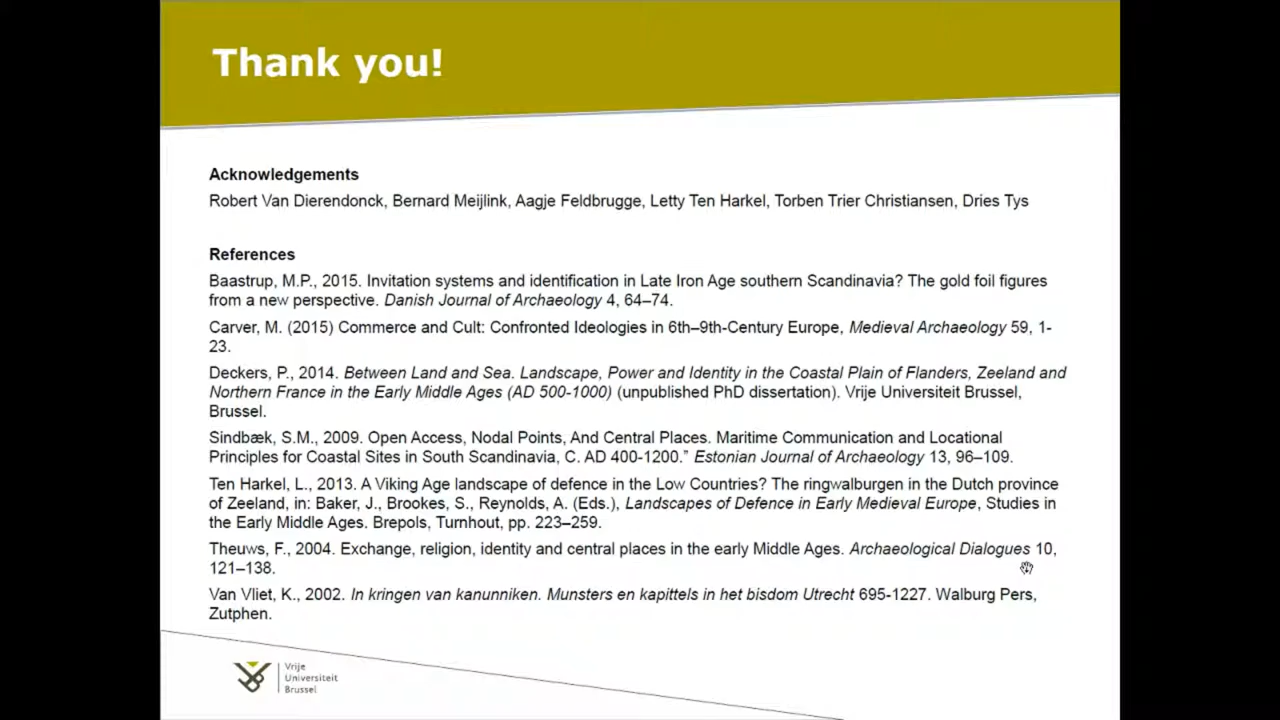 Thank you!
Acknowledgements
Robert Van Dierendonck, Bernard Meijlink, Aagje Feldbrugge, Letty Ten Harkel, Torben Trier Christiansen, Dries Tys
References
Baastrup, M.P., 2015. Invitation systems and identification in Late Iron Age southern Scandinavia? The gold foil figures
from a new perspective. Danish Journal of Archaeology 4, 64–74.
Carver, M. (2015) Commerce and Cult: Confronted Ideologies in 6th–9th-Century Europe, Medieval Archaeology 59, 1-
23.
Deckers, P., 2014. Between Land and Sea. Landscape, Power and Identity in the Coastal Plain of Flanders, Zeeland and
Northern France in the Early Middle Ages (AD 500-1000) (unpublished PhD dissertation). Vrije Universiteit Brussel,
Brussel.
Sindbæk, S.M., 2009. Open Access, Nodal Points, And Central Places. Maritime Communication and Locational
Principles for Coastal Sites in South Scandinavia, C. AD 400-1200.” Estonian Journal of Archaeology 13, 96–109.
Ten Harkel, L., 2013. A Viking Age landscape of defence in the Low Countries? The ringwalburgen in the Dutch province
of Zeeland, in: Baker, J., Brookes, S., Reynolds, A. (Eds.), Landscapes of Defence in Early Medieval Europe, Studies in
the Early Middle Ages. Brepols, Turnhout, pp. 223–259.
Theuws, F., 2004. Exchange, religion, identity and central places in the early Middle Ages. Archaeological Dialogues 10,
121–138.
Van Vliet, K., 2002. In kringen van kanunniken. Munsters en kapittels in het bisdom Utrecht 695-1227. Walburg Pers,
Zutphen.
Vrije
Universiteit
Brussel